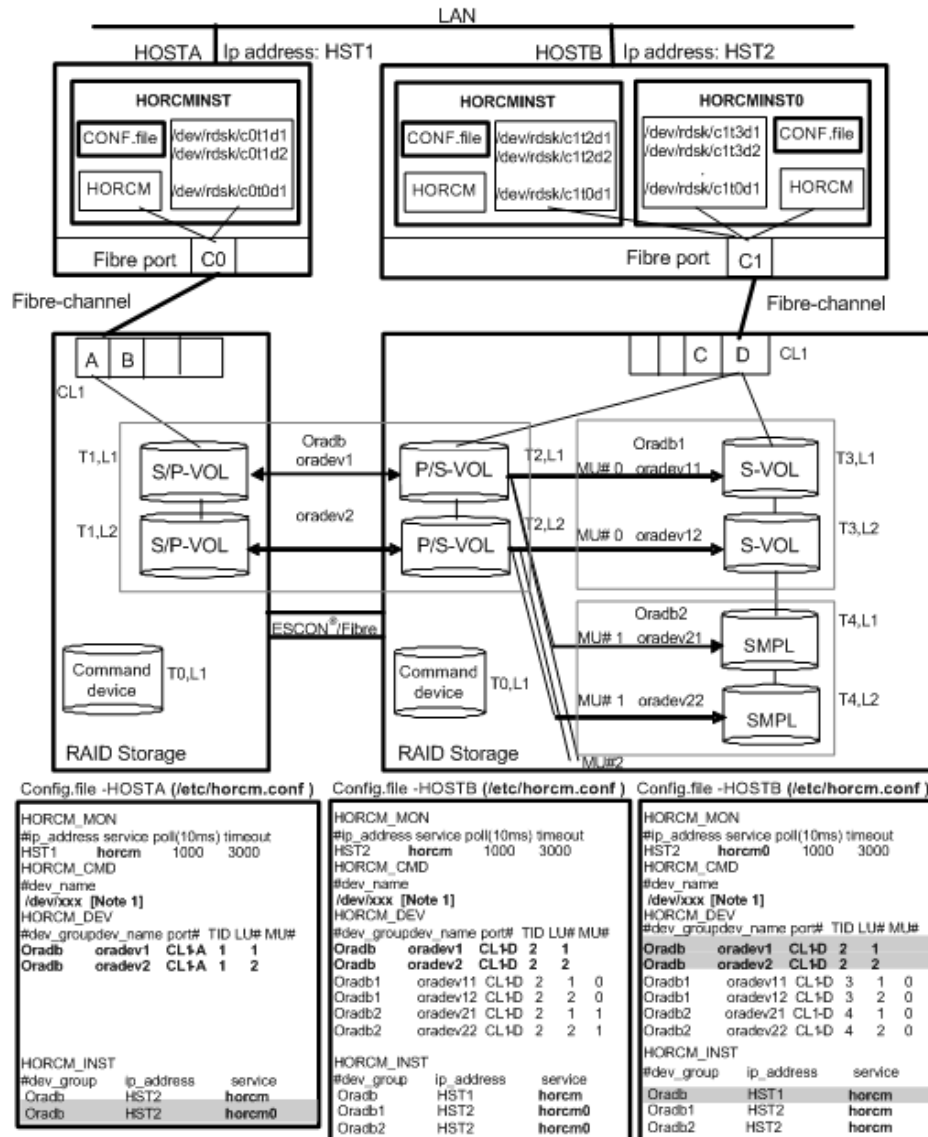 LAN
HOSTA Ip address: HST1
HOSTB Ip address: HST2
HORCMINST
CONF.file
/dev/rdsk/c0t1d1
/dev/rdsk/c0t1d2
HORCM
/dev/rdsk/c0t0d1
HORCMINST
CONF.file
/dev/rdsk/c1t2d1
/dev/rdsk/c1t2d2
HORCM
/dev/rdsk/c1t0d1
HORCMINST0
/dev/rdsk/c1t3d1
/dev/rdsk/c1t3d2
.
/dev/rdsk/c1t0d1
CONF.file
HORCM
Fibre port C0
Fibre port C1
Fibre-channel
Fibre-channel
A B
CL1
C D CL1
T1,L1 S/P-VOL
Oradb
oradev1
P/S-VOL T2,L1
Oradb1
MU# 0 oradev11
S-VOL T3,L1
T1,L2 S/P-VOL
oradev2
P/S-VOL T2,L2
MU# 0 oradev12
S-VOL T3,L2
ESCON®/Fibre
Oradb2
MU# 1 oradev21
SMPL T4,L1
MU# 1 oradev22
SMPL T4,L2
Command
device
T0,L1
Command
device
T0,L1
RAID Storage
RAID Storage
MU#2
Config.file -HOSTA (/etc/horcm.conf )
HORCM_MON
#ip_address service poll(10ms) timeout
HST1 horcm 1000 3000
HORCM_CMD
#dev_name
/dev/xxx [Note 1]
HORCM_DEV
#dev_groupdev_name port# TID LU# MU#
Oradb oradev1 CL1-A 1 1
Oradb oradev2 CL1-A 1 2
HORCM_INST
#dev_group ip_address service
Oradb HST2 horcm
Oradb HST2 horcm0
Config.file -HOSTB (/etc/horcm.conf )
HORCM_MON
#ip_address service poll(10ms) timeout
HST2 horcm 1000 3000
HORCM_CMD
#dev_name
/dev/xxx [Note 1]
HORCM_DEV
#dev_groupdev_name port# TID LU# MU#
Oradb oradev1 CL1-D 2 1
Oradb oradev2 CL1-D 2 2
Oradb1 oradev11 CL1-D 2 1 0
Oradb1 oradev12 CL1-D 2 2 0
Oradb2 oradev21 CL1-D 2 1 1
Oradb2 oradev22 CL1-D 2 2 1
HORCM_INST
#dev_group ip_address service
Oradb HST1 horcm
Oradb1 HST2 horcm0
Oradb2 HST2 horcm0
Config.file -HOSTB (/etc/horcm.conf )
HORCM_MON
#ip_address service poll(10ms) timeout
HST2 horcm0 1000 3000
HORCM_CMD
#dev_name
/dev/xxx [Note 1]
HORCM_DEV
#dev_groupdev_name port# TID LU# MU#
Oradb oradev1 CL1-D 2 1
Oradb oradev2 CL1-D 2 2
Oradb1 oradev11 CL1-D 3 1 0
Oradb1 oradev12 CL1-D 3 2 0
Oradb2 oradev21 CL1-D 4 1 0
Oradb2 oradev22 CL1-D 4 2 0
HORCM_INST
#dev_group ip_address service
Oradb HST1 horcm
Oradb1 HST2 horcm
Oradb2 HST2 horcm